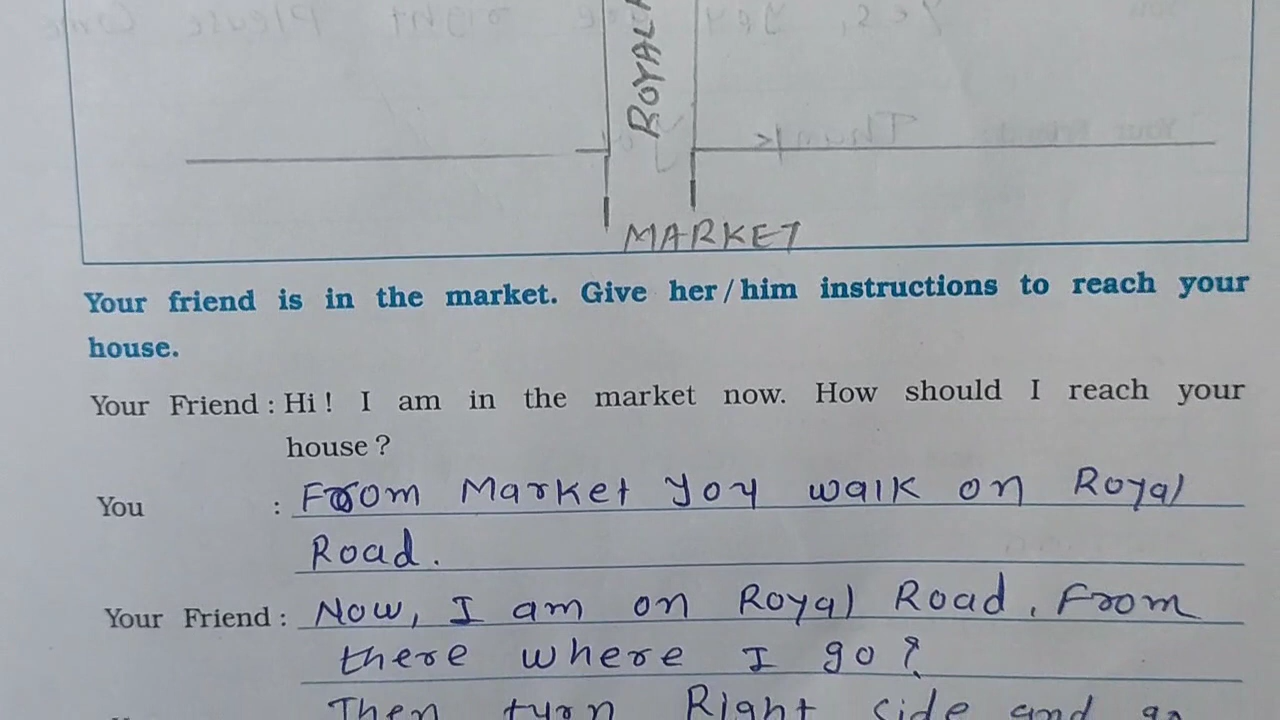 ROYAL
MARKET
Your friend is in the market. Give her/him instructions to reach your
house.
Your Friend : Hi! I am in the market now. How should I reach your
house?
You : From Market you walk on Royal
Road.
Your Friend : Now, I am on Royal Road. From
there where I go?
Then turn Right side and go